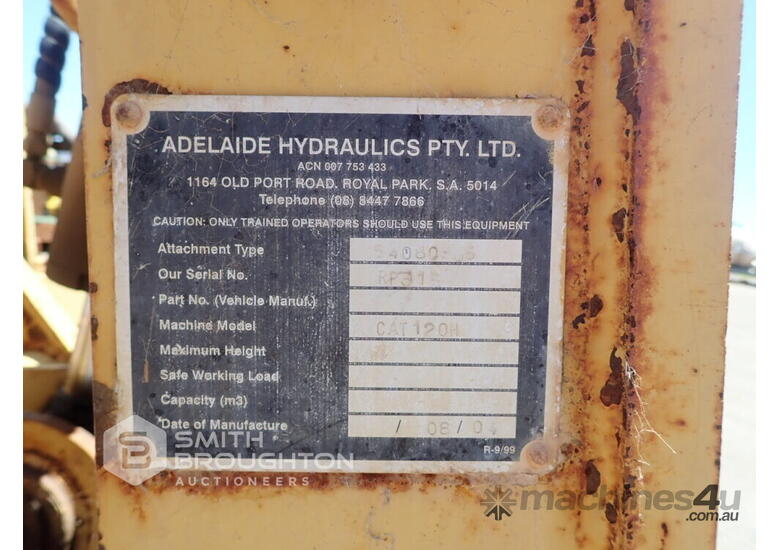 ADELAIDE HYDRAULICS PTY. LTD.
ACN 007 753 433
1164 OLD PORT ROAD, ROYAL PARK, S.A. 5014
Telephone (08) 8447 7866
CAUTION: ONLY TRAINED OPERATORS SHOULD USE THIS EQUIPMENT
Attachment Type
Our Serial No. RP315
Part No. (Vehicle Manuf.)
Machine Model CAT120H
Maximum Height
Safe Working Load
Capacity (m3)
Date of Manufacture / 08/04
R-9/99
SMITH
BROUGHTON
AUCTIONEERS
machines4u
.com.au